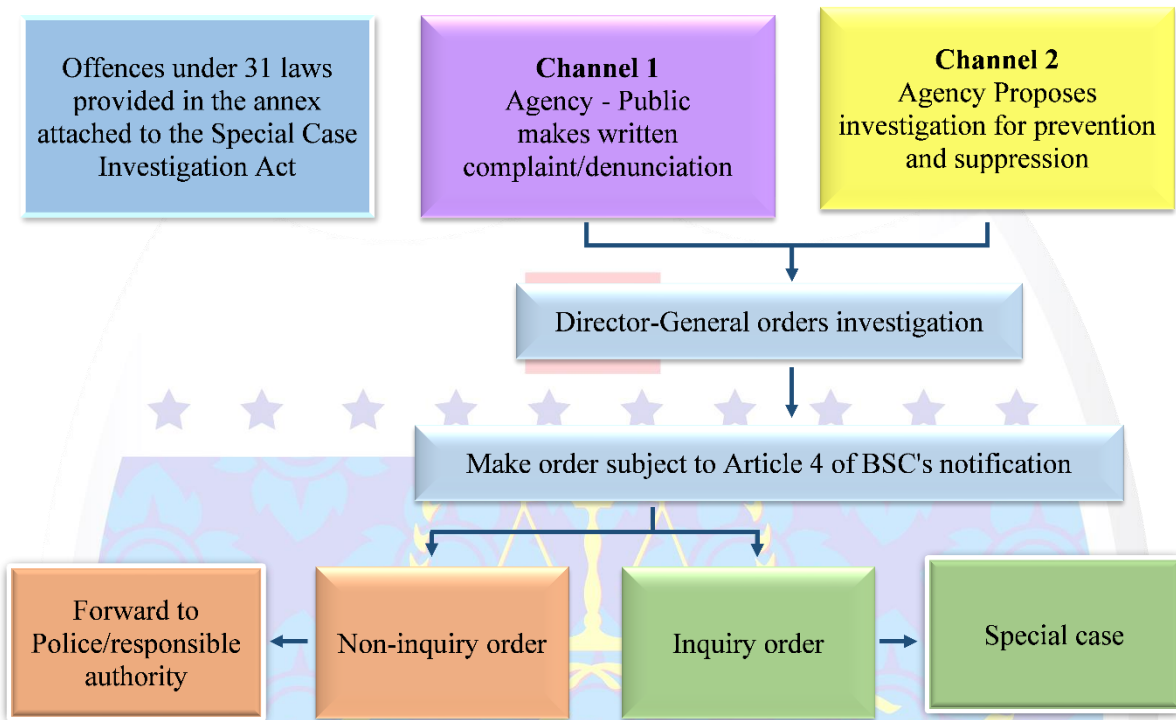 Offences under 31 laws
provided in the annex
attached to the Special Case
Investigation Act
Channel 1
Agency - Public
makes written
complaint/denunciation
Channel 2
Agency Proposes
investigation for prevention
and suppression
Director-General orders investigation
Make order subject to Article 4 of BSC's notification
Forward to
Police/responsible
authority
Non-inquiry order
Inquiry order
Special case